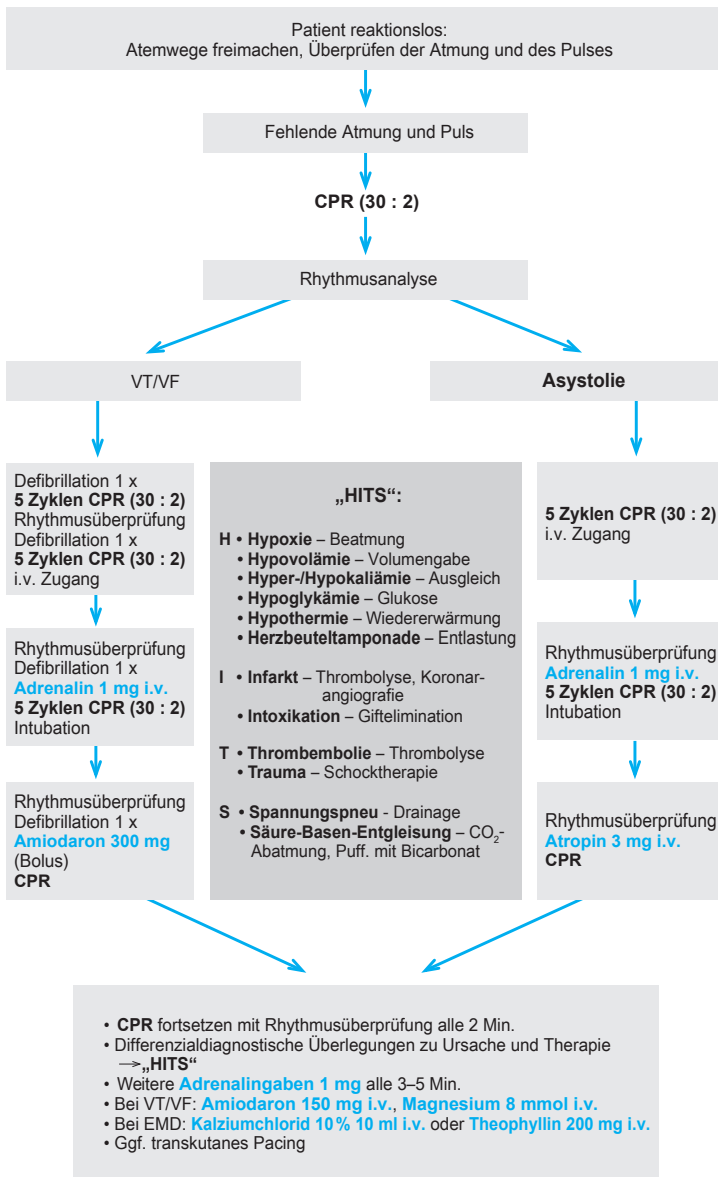 Patient reaktionslos:
Atemwege freimachen, Überprüfen der Atmung und des Pulses
Fehlende Atmung und Puls
CPR (30 : 2)
Rhythmusanalyse
VT/VF
Defibrillation 1 x
5 Zyklen CPR (30 : 2)
Rhythmusüberprüfung
Defibrillation 1 x
5 Zyklen CPR (30 : 2)
i.v. Zugang
Rhythmusüberprüfung
Defibrillation 1 x
Adrenalin 1 mg i.v.
5 Zyklen CPR (30 : 2)
Intubation
Rhythmusüberprüfung
Defibrillation 1 x
Amiodaron 300 mg
(Bolus)
CPR
„HITS“:
H • Hypoxie – Beatmung
• Hypovolämie – Volumengabe
• Hyper-/Hypokaliämie – Ausgleich
• Hypoglykämie – Glukose
• Hypothermie – Wiedererwärmung
• Herzbeuteltamponade – Entlastung
I • Infarkt – Thrombolyse, Koronar-
angiografie
• Intoxikation – Giftelimination
T • Thrombembolie – Thrombolyse
• Trauma – Schocktherapie
S • Spannungspneu - Drainage
• Säure-Basen-Entgleisung – CO₂-
Abatmung, Puff. mit Bicarbonat
Asystolie
5 Zyklen CPR (30 : 2)
i.v. Zugang
Rhythmusüberprüfung
Adrenalin 1 mg i.v.
5 Zyklen CPR (30 : 2)
Intubation
Rhythmusüberprüfung
Atropin 3 mg i.v.
CPR
• CPR fortsetzen mit Rhythmusüberprüfung alle 2 Min.
• Differenzialdiagnostische Überlegungen zu Ursache und Therapie
→„HITS“
• Weitere Adrenalingaben 1 mg alle 3–5 Min.
• Bei VT/VF: Amiodaron 150 mg i.v., Magnesium 8 mmol i.v.
• Bei EMD: Kalziumchlorid 10 % 10 ml i.v. oder Theophyllin 200 mg i.v.
• Ggf. transkutanes Pacing